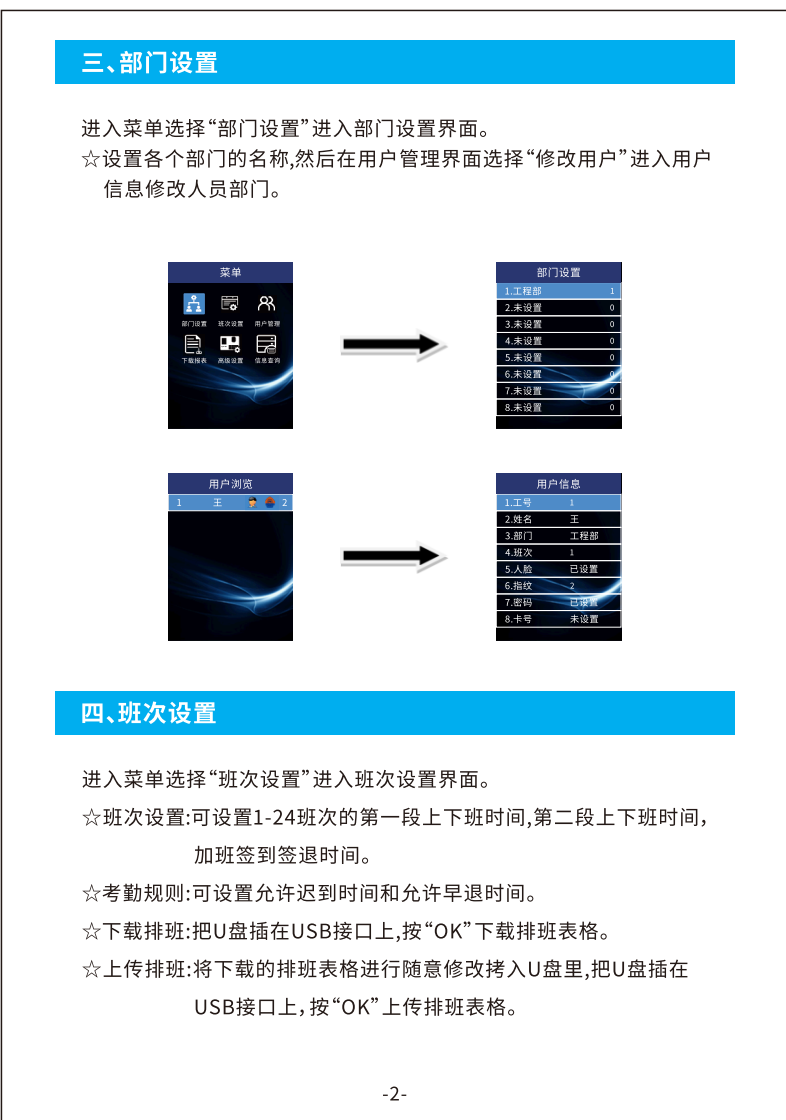 三、部门设置
进入菜单选择“部门设置”进入部门设置界面。
☆设置各个部门的名称,然后在用户管理界面选择“修改用户”进入用户
信息修改人员部门。
菜单
部门设置 班次设置 用户管理
下载报表 高级设置 信息查询
部门设置
1.工程部 1
2.未设置 0
3.未设置 0
4.未设置 0
5.未设置 0
6.未设置 0
7.未设置 0
8.未设置 0
用户浏览
1 王 2
用户信息
1.工号 1
2.姓名 王
3.部门 工程部
4.班次 1
5.人脸 已设置
6.指纹 2
7.密码 已设置
8.卡号 未设置
四、班次设置
进入菜单选择“班次设置”进入班次设置界面。
☆班次设置:可设置1-24班次的第一段上下班时间,第二段上下班时间，
加班签到签退时间。
☆考勤规则:可设置允许迟到时间和允许早退时间。
☆下载排班:把U盘插在USB接口上,按“OK”下载排班表格。
☆上传排班:将下载的排班表格进行随意修改拷入U盘里,把U盘插在
USB接口上，按“OK”上传排班表格。
-2-